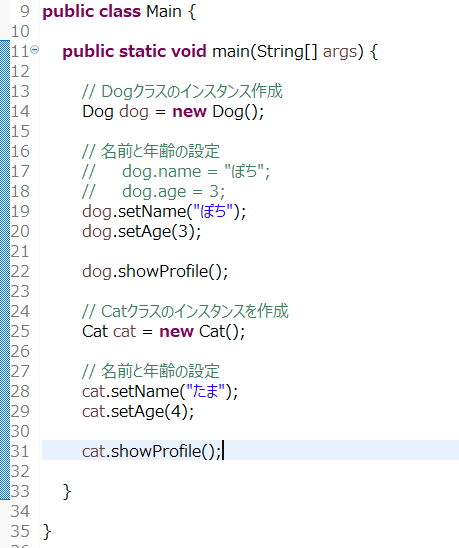 9 public class Main {
10
11 public static void main(String[] args) {
12
13 // Dogクラスのインスタンス作成
14 Dog dog = new Dog();
15
16 // 名前と年齢の設定
17 // dog.name = "ぽち";
18 // dog.age = 3;
19 dog.setName("ぽち");
20 dog.setAge(3);
21
22 dog.showProfile();
23
24 // Catクラスのインスタンスを作成
25 Cat cat = new Cat();
26
27 // 名前と年齢の設定
28 cat.setName("たま");
29 cat.setAge(4);
30
31 cat.showProfile();
32
33 }
34
35 }